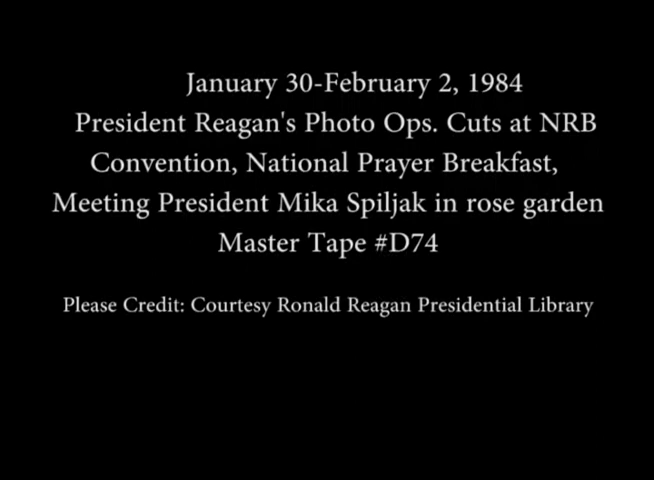 January 30-February 2, 1984
President Reagan's Photo Ops. Cuts at NRB
Convention, National Prayer Breakfast,
Meeting President Mika Spiljak in rose garden
Master Tape #D74
Please Credit: Courtesy Ronald Reagan Presidential Library